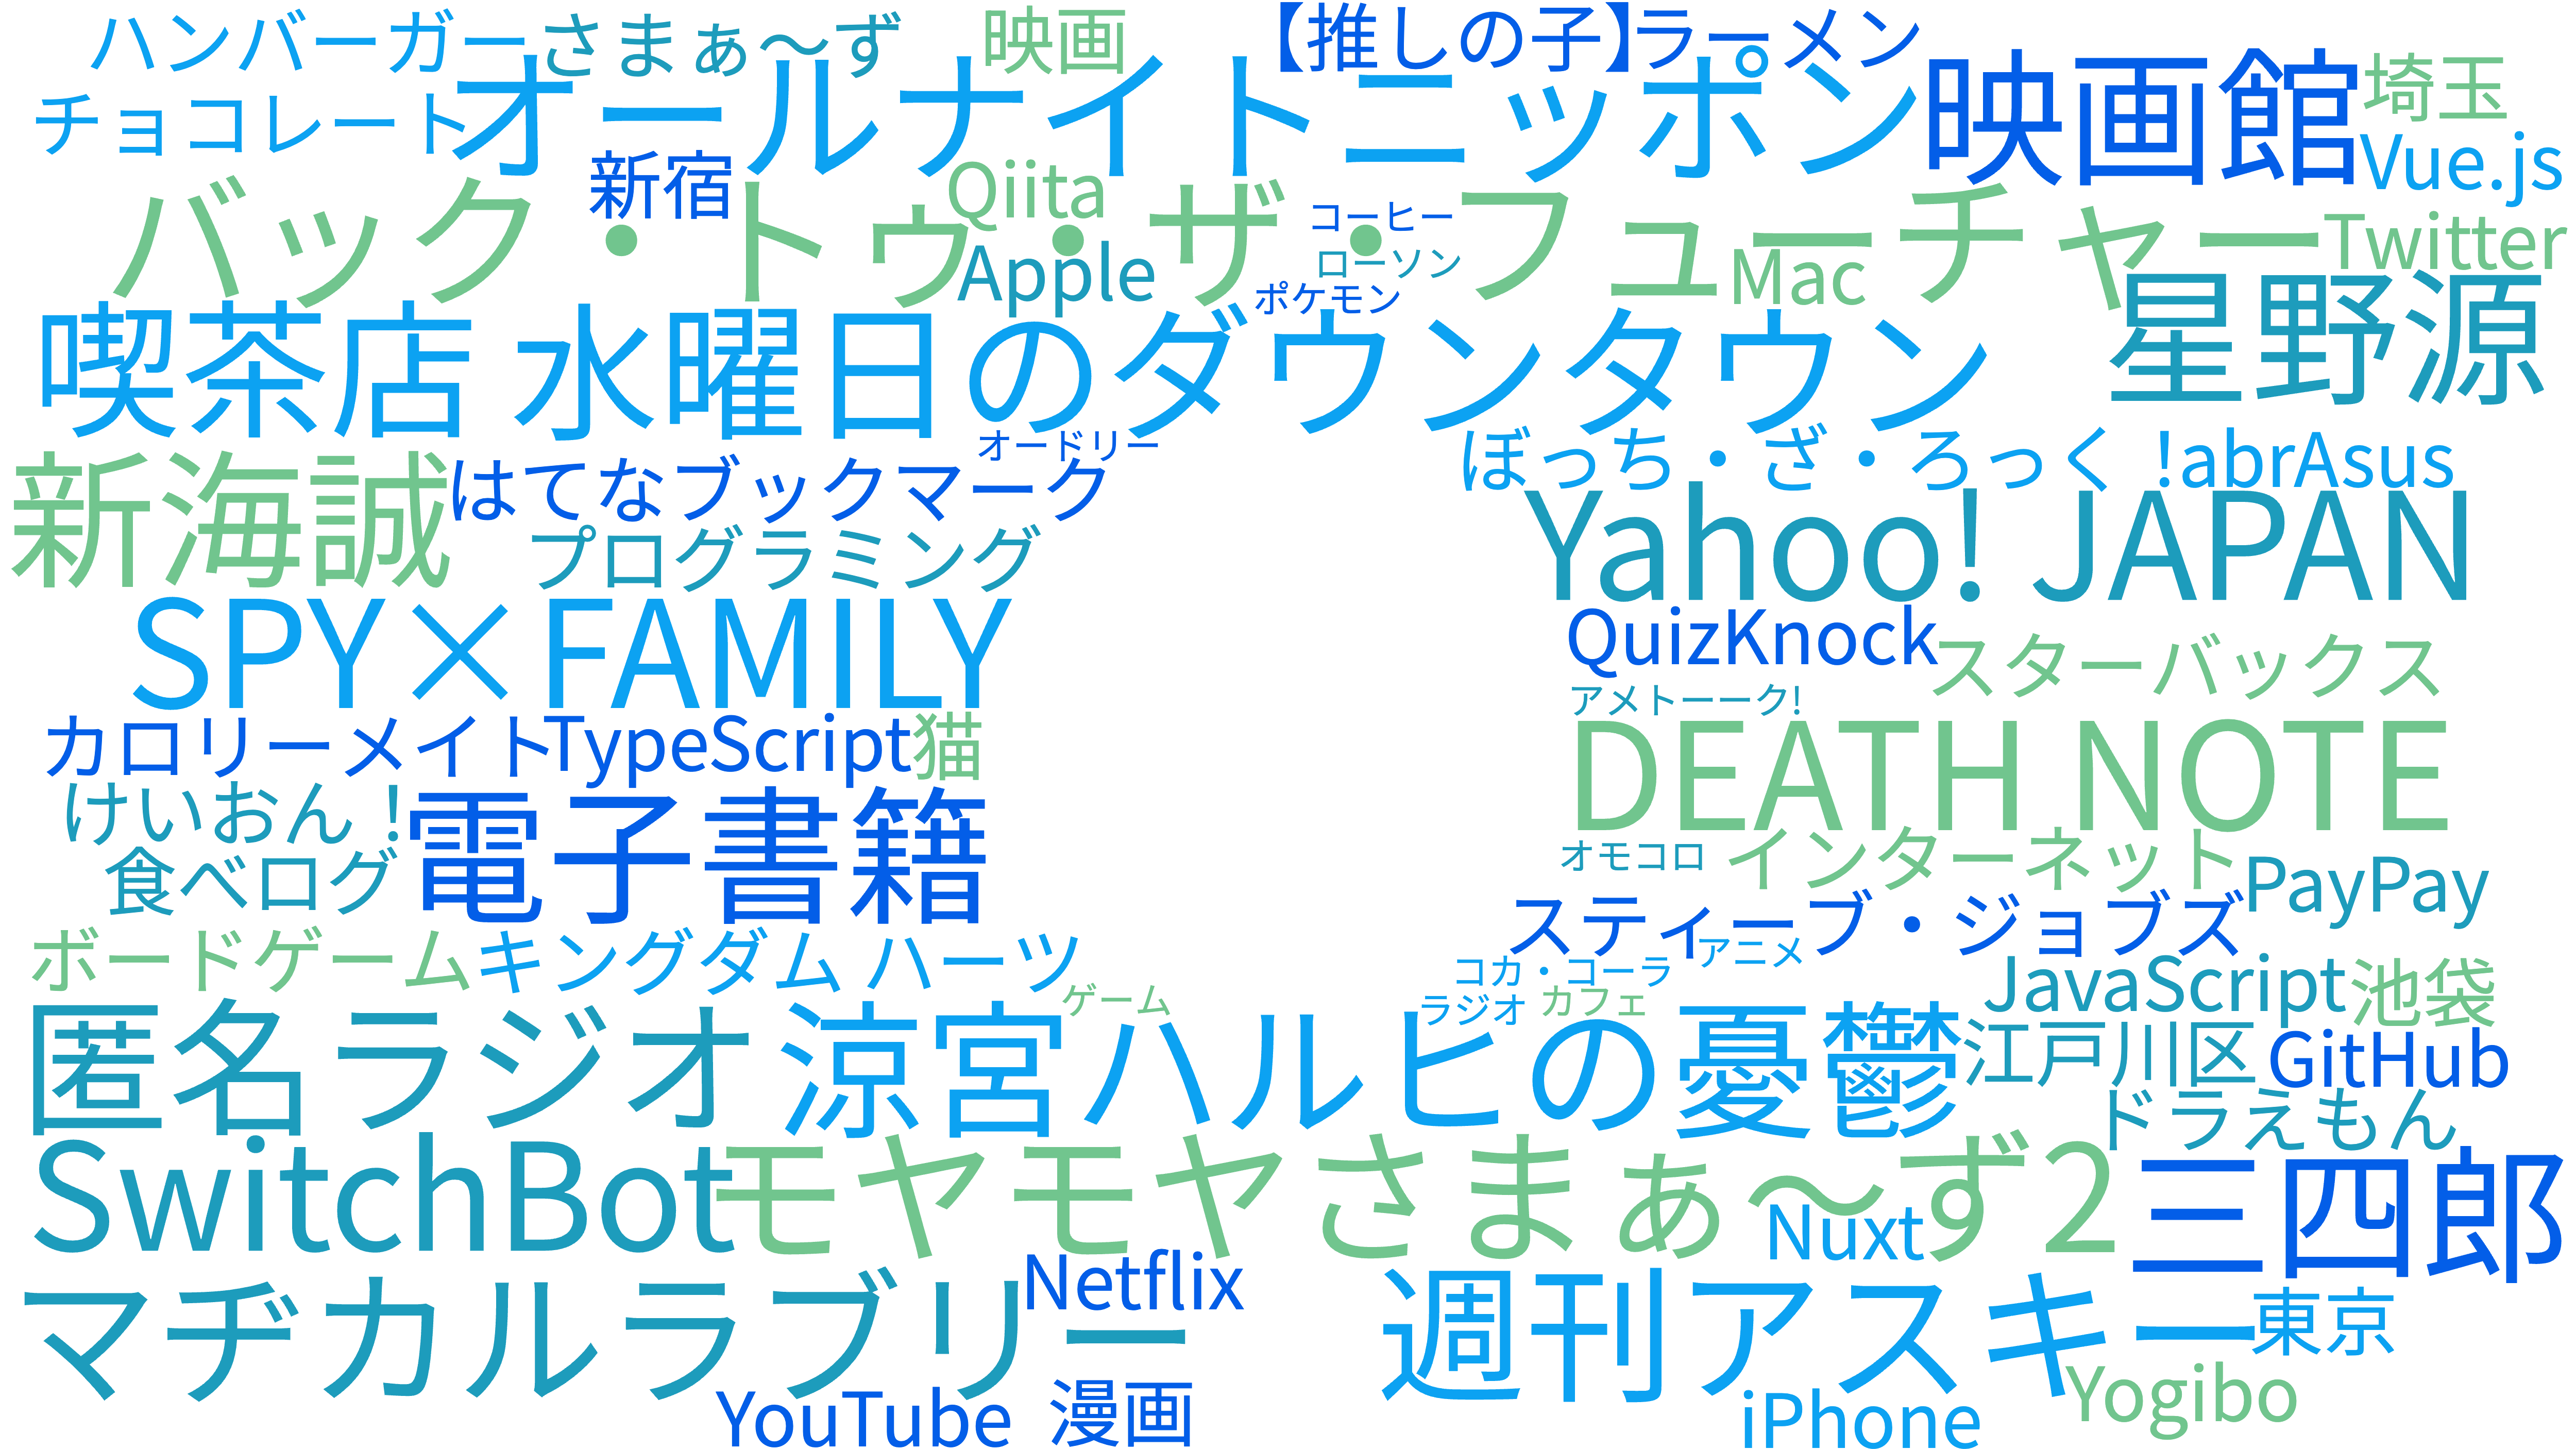 ハンバーガー
さまぁ〜ず
映画
【推しの子】
ラーメン
チョコレート
オールナイトニッポン
映画館
埼玉
Vue.js
新宿
Qiita
バック・トゥ・ザ・フューチャー
コーヒー
Twitter
Apple
ローソン
Mac
ポケモン
喫茶店
水曜日のダウンタウン
星野源
オードリー
ぼっち・ざ・ろっく！
abrAsus
新海誠
はてなブックマーク
プログラミング
Yahoo! JAPAN
SPY×FAMILY
QuizKnock
スターバックス
アメトーーク!
カロリーメイト
TypeScript
猫
DEATH NOTE
けいおん！
電子書籍
食べログ
オモコロ
インターネット
PayPay
スティーブ・ジョブズ
ボードゲーム
キングダム ハーツ
アニメ
コカ・コーラ
JavaScript
池袋
ゲーム
ラジオ
カフェ
匿名ラジオ
涼宮ハルヒの憂鬱
江戸川区
GitHub
ドラえもん
SwitchBot
モヤモヤさまぁ〜ず2
Nuxt
三四郎
マヂカルラブリー
Netflix
週刊アスキー
東京
YouTube
漫画
iPhone
Yogibo